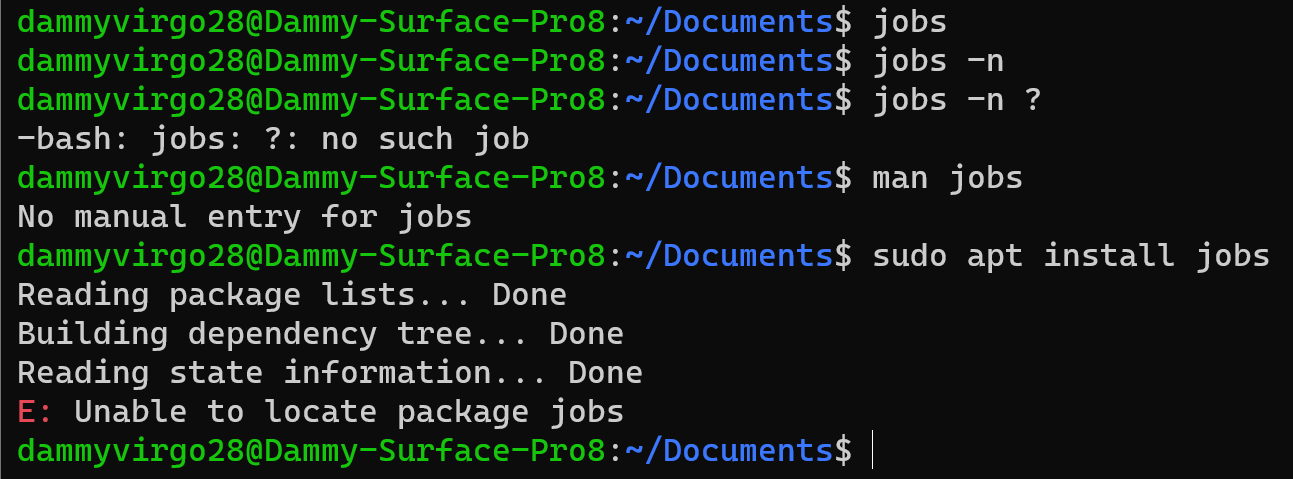 dammyvirgo28@Dammy-Surface-Pro8:~/Documents$ jobs
dammyvirgo28@Dammy-Surface-Pro8:~/Documents$ jobs -n
dammyvirgo28@Dammy-Surface-Pro8:~/Documents$ jobs -n ?
-bash: jobs: ?: no such job
dammyvirgo28@Dammy-Surface-Pro8:~/Documents$ man jobs
No manual entry for jobs
dammyvirgo28@Dammy-Surface-Pro8:~/Documents$ sudo apt install jobs
Reading package lists... Done
Building dependency tree... Done
Reading state information... Done
E: Unable to locate package jobs
dammyvirgo28@Dammy-Surface-Pro8:~/Documents$